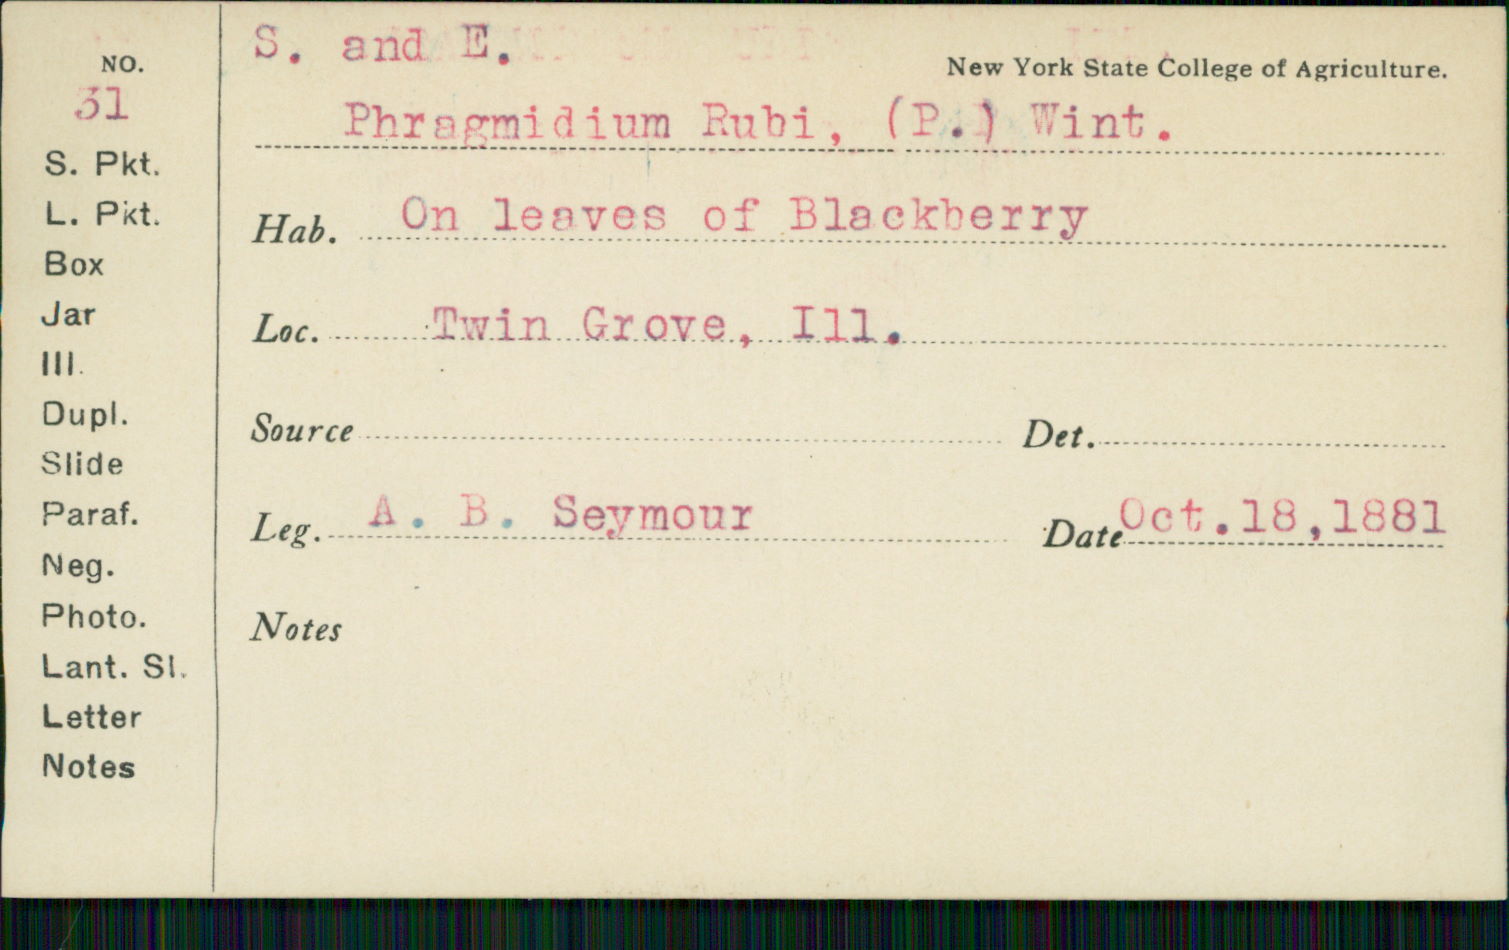 NO.
31
S. Pkt.
L. Pkt.
Box
Jar
Ill.
Dupl.
Slide
Paraf.
Neg.
Photo.
Lant. Sl.
Letter
Notes
S. and E.
New York State College of Agriculture.
Phragmidium Rubi, (P.) Wint.
Hab. On leaves of Blackberry
Loc. Twin Grove, Ill.
Source Det.
Leg. A. B. Seymour Date Oct.18,1881
Notes